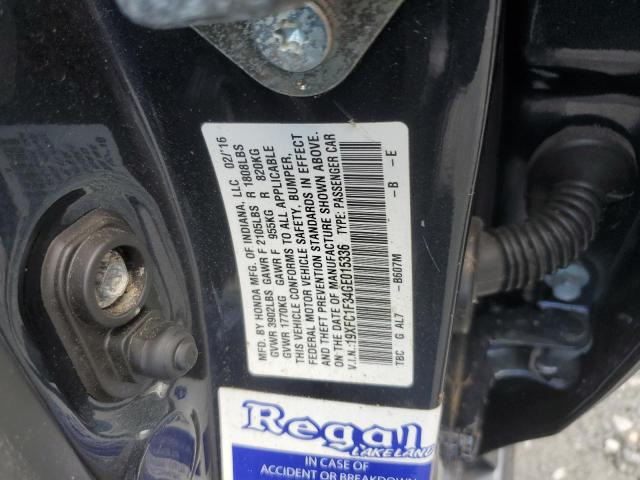 MFD. BY HONDA MFG. OF INDIANA, LLC 02/16
GVWR 3902LBS GAWR F 2105LBS R 1808LBS
GVWR 1770KG GAWR F 955KG R 820KG
THIS VEHICLE CONFORMS TO ALL APPLICABLE
FEDERAL MOTOR VEHICLE SAFETY, BUMPER,
AND THEFT PREVENTION STANDARDS IN EFFECT
ON THE DATE OF MANUFACTURE SHOWN ABOVE.
V.I.N.:19XFC1F34GE015336 TYPE: PASSENGER CAR
TBC G AL7 -B607M -B -E
Regal
LAKELAND
IN CASE OF
ACCIDENT OR BREAKDOWN